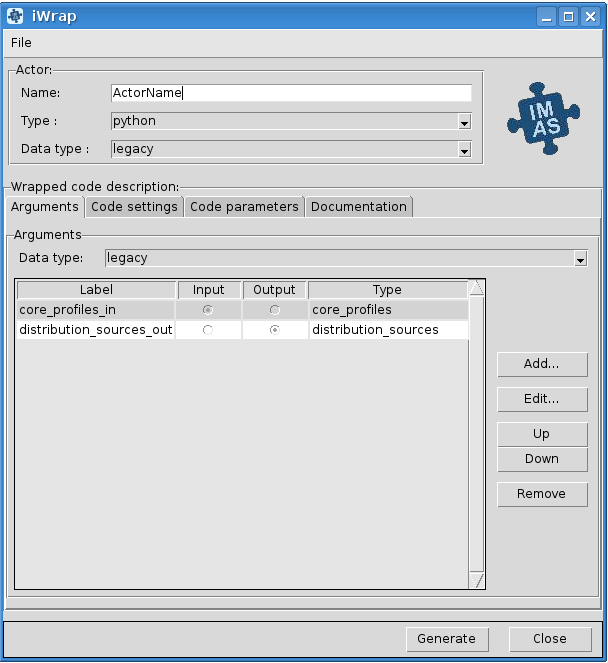 iWrap
File
Actor:
Name: ActorName
Type : python
Data type : legacy
IM
AS
Wrapped code description:
Arguments Code settings Code parameters Documentation
Arguments
Data type: legacy
Label Input Output Type
core_profiles_in core_profiles
distribution_sources_out distribution_sources
Add...
Edit...
Up
Down
Remove
Generate Close